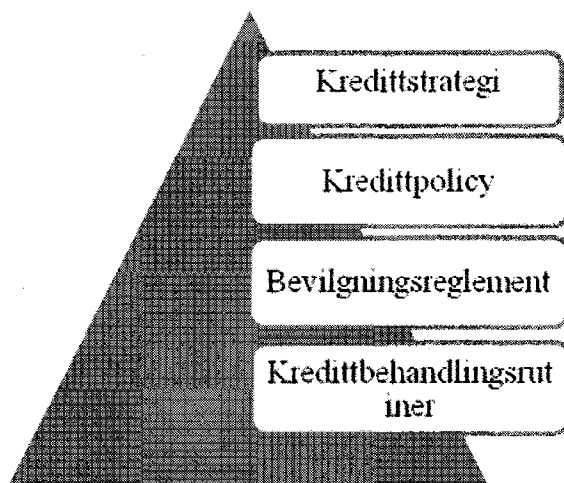 Kredittstrategi
Kredittpolicy
Bevilgningsreglement
Kredittbehandlingsrut
iner